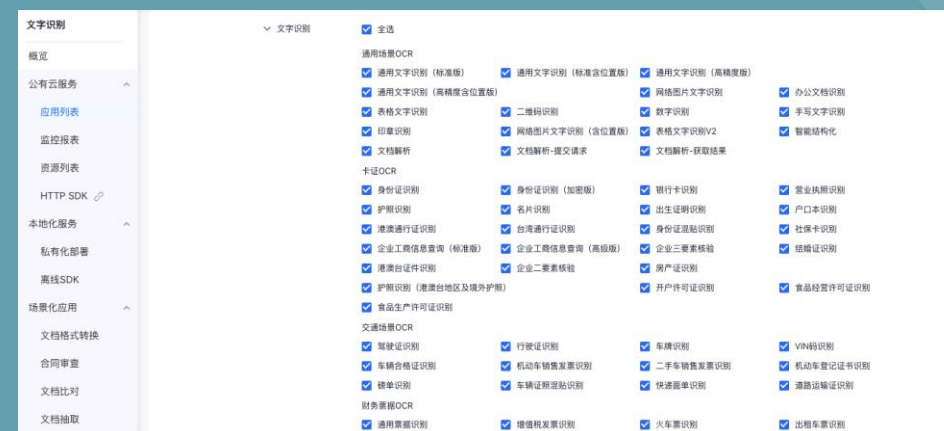 文字识别
概览
公有云服务
应用列表
监控报表
资源列表
HTTP SDK
本地化服务
私有化部署
离线SDK
场景化应用
文档格式转换
合同审查
文档比对
文档抽取
文字识别 全选
通用场景OCR
通用文字识别（标准版） 通用文字识别（标准含位置版） 通用文字识别（高精度版）
通用文字识别（高精度含位置版） 网络图片文字识别 办公文档识别
表格文字识别 二维码识别 数字识别 手写文字识别
印章识别 网络图片文字识别（含位置版） 表格文字识别V2 智能结构化
文档解析 文档解析-提交请求 文档解析-获取结果
卡证OCR
身份证识别 身份证识别（加密版） 银行卡识别 营业执照识别
护照识别 名片识别 出生证明识别 户口本识别
港澳通行证识别 台湾通行证识别 身份证混贴识别 社保卡识别
企业工商信息查询（标准版） 企业工商信息查询（高级版） 企业三要素核验 结婚证识别
港澳台证件识别 企业二要素核验 房产证识别
护照识别（港澳台地区及境外护照） 开户许可证识别 食品经营许可证识别
食品生产许可证识别
交通场景OCR
驾驶证识别 行驶证识别 车牌识别 VIN码识别
车辆合格证识别 机动车销售发票识别 二手车销售发票识别 机动车登记证书识别
磅单识别 车辆证照混贴识别 快递面单识别 道路运输证识别
财务票据OCR
通用票据识别 增值税发票识别 火车票识别 出租车票识别